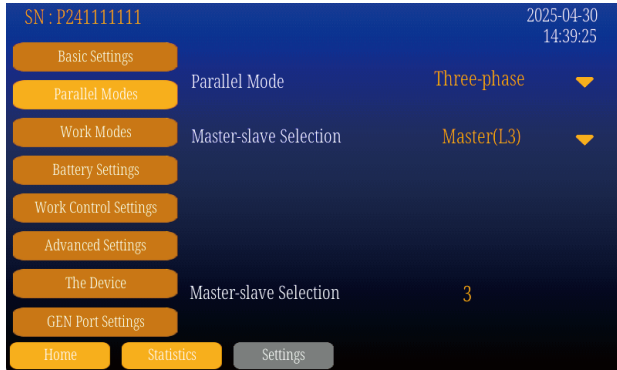 SN : P241111111
2025-04-30
14:39:25
Basic Settings
Parallel Modes
Work Modes
Battery Settings
Work Control Settings
Advanced Settings
The Device
GEN Port Settings
Parallel Mode
Three-phase
Master-slave Selection
Master(L3)
Master-slave Selection
3
Home
Statistics
Settings